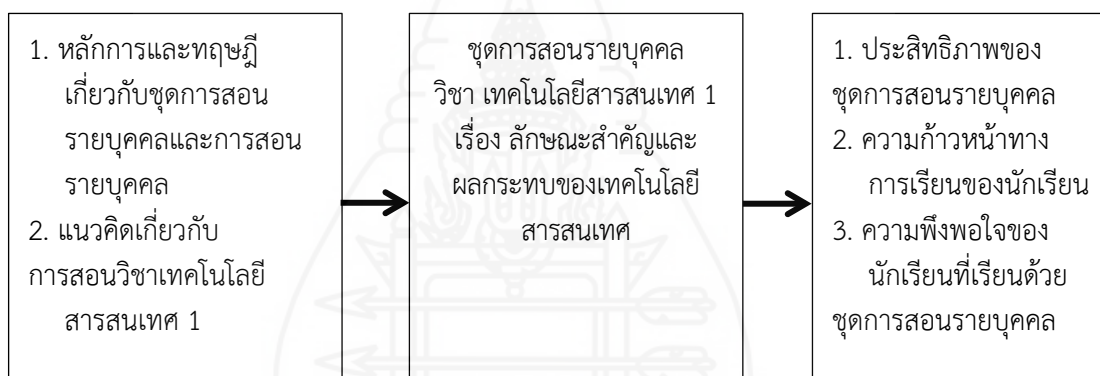 1. หลักการและทฤษฎี
เกี่ยวกับชุดการสอน
รายบุคคลและการสอน
รายบุคคล
2. แนวคิดเกี่ยวกับ
การสอนวิชาเทคโนโลยี
สารสนเทศ 1
ชุดการสอนรายบุคคล
วิชา เทคโนโลยีสารสนเทศ 1
เรื่อง ลักษณะสำคัญและ
ผลกระทบของเทคโนโลยี
สารสนเทศ
1. ประสิทธิภาพของ
ชุดการสอนรายบุคคล
2. ความก้าวหน้าทาง
การเรียนของนักเรียน
3. ความพึงพอใจของ
นักเรียนที่เรียนด้วย
ชุดการสอนรายบุคคล